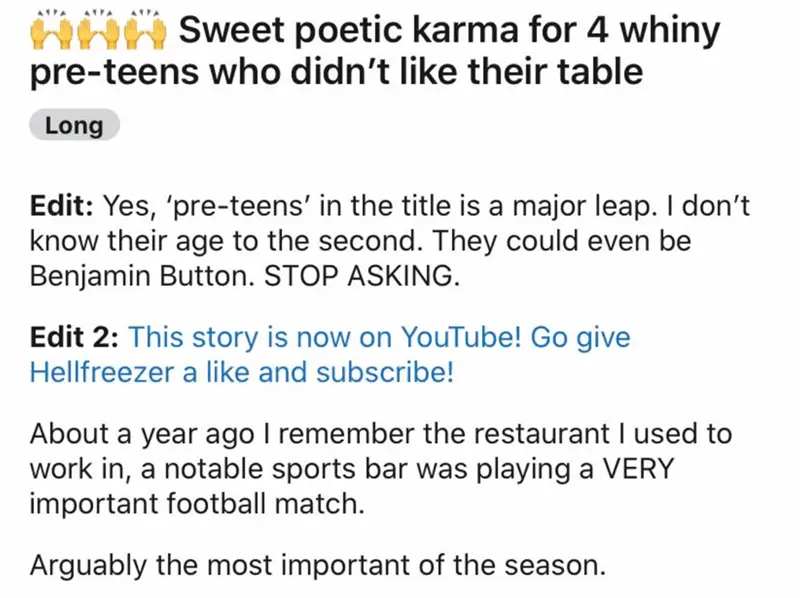 🙌🙌🙌 Sweet poetic karma for 4 whiny
pre-teens who didn’t like their table
Long
Edit: Yes, ‘pre-teens’ in the title is a major leap. I don’t
know their age to the second. They could even be
Benjamin Button. STOP ASKING.
Edit 2: This story is now on YouTube! Go give
Hellfreezer a like and subscribe!
About a year ago I remember the restaurant I used to
work in, a notable sports bar was playing a VERY
important football match.
Arguably the most important of the season.